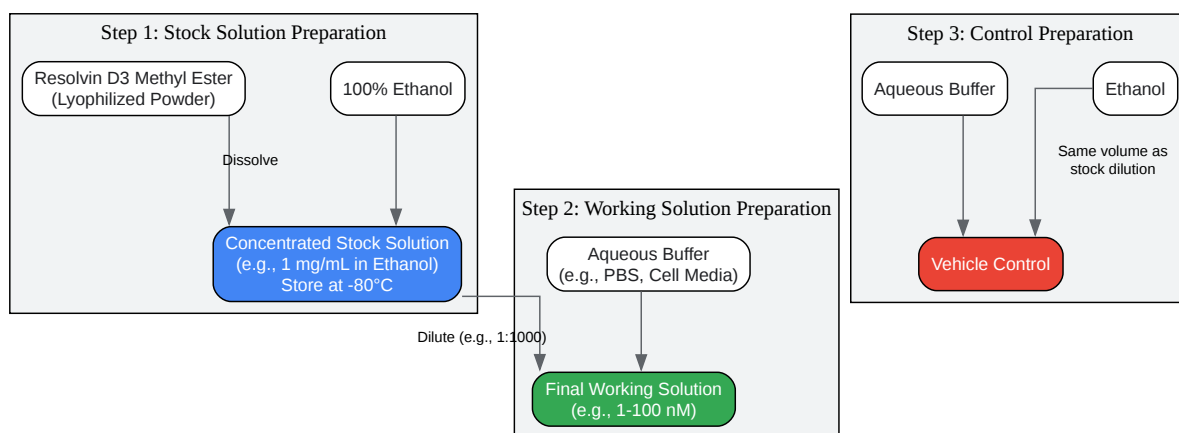 Step 1: Stock Solution Preparation
Resolvin D3 Methyl Ester
(Lyophilized Powder)
100% Ethanol
Dissolve
Concentrated Stock Solution
(e.g., 1 mg/mL in Ethanol)
Store at -80°C
Step 2: Working Solution Preparation
Aqueous Buffer
(e.g., PBS, Cell Media)
Dilute (e.g., 1:1000)
Final Working Solution
(e.g., 1-100 nM)
Step 3: Control Preparation
Aqueous Buffer
Ethanol
Same volume as
stock dilution
Vehicle Control